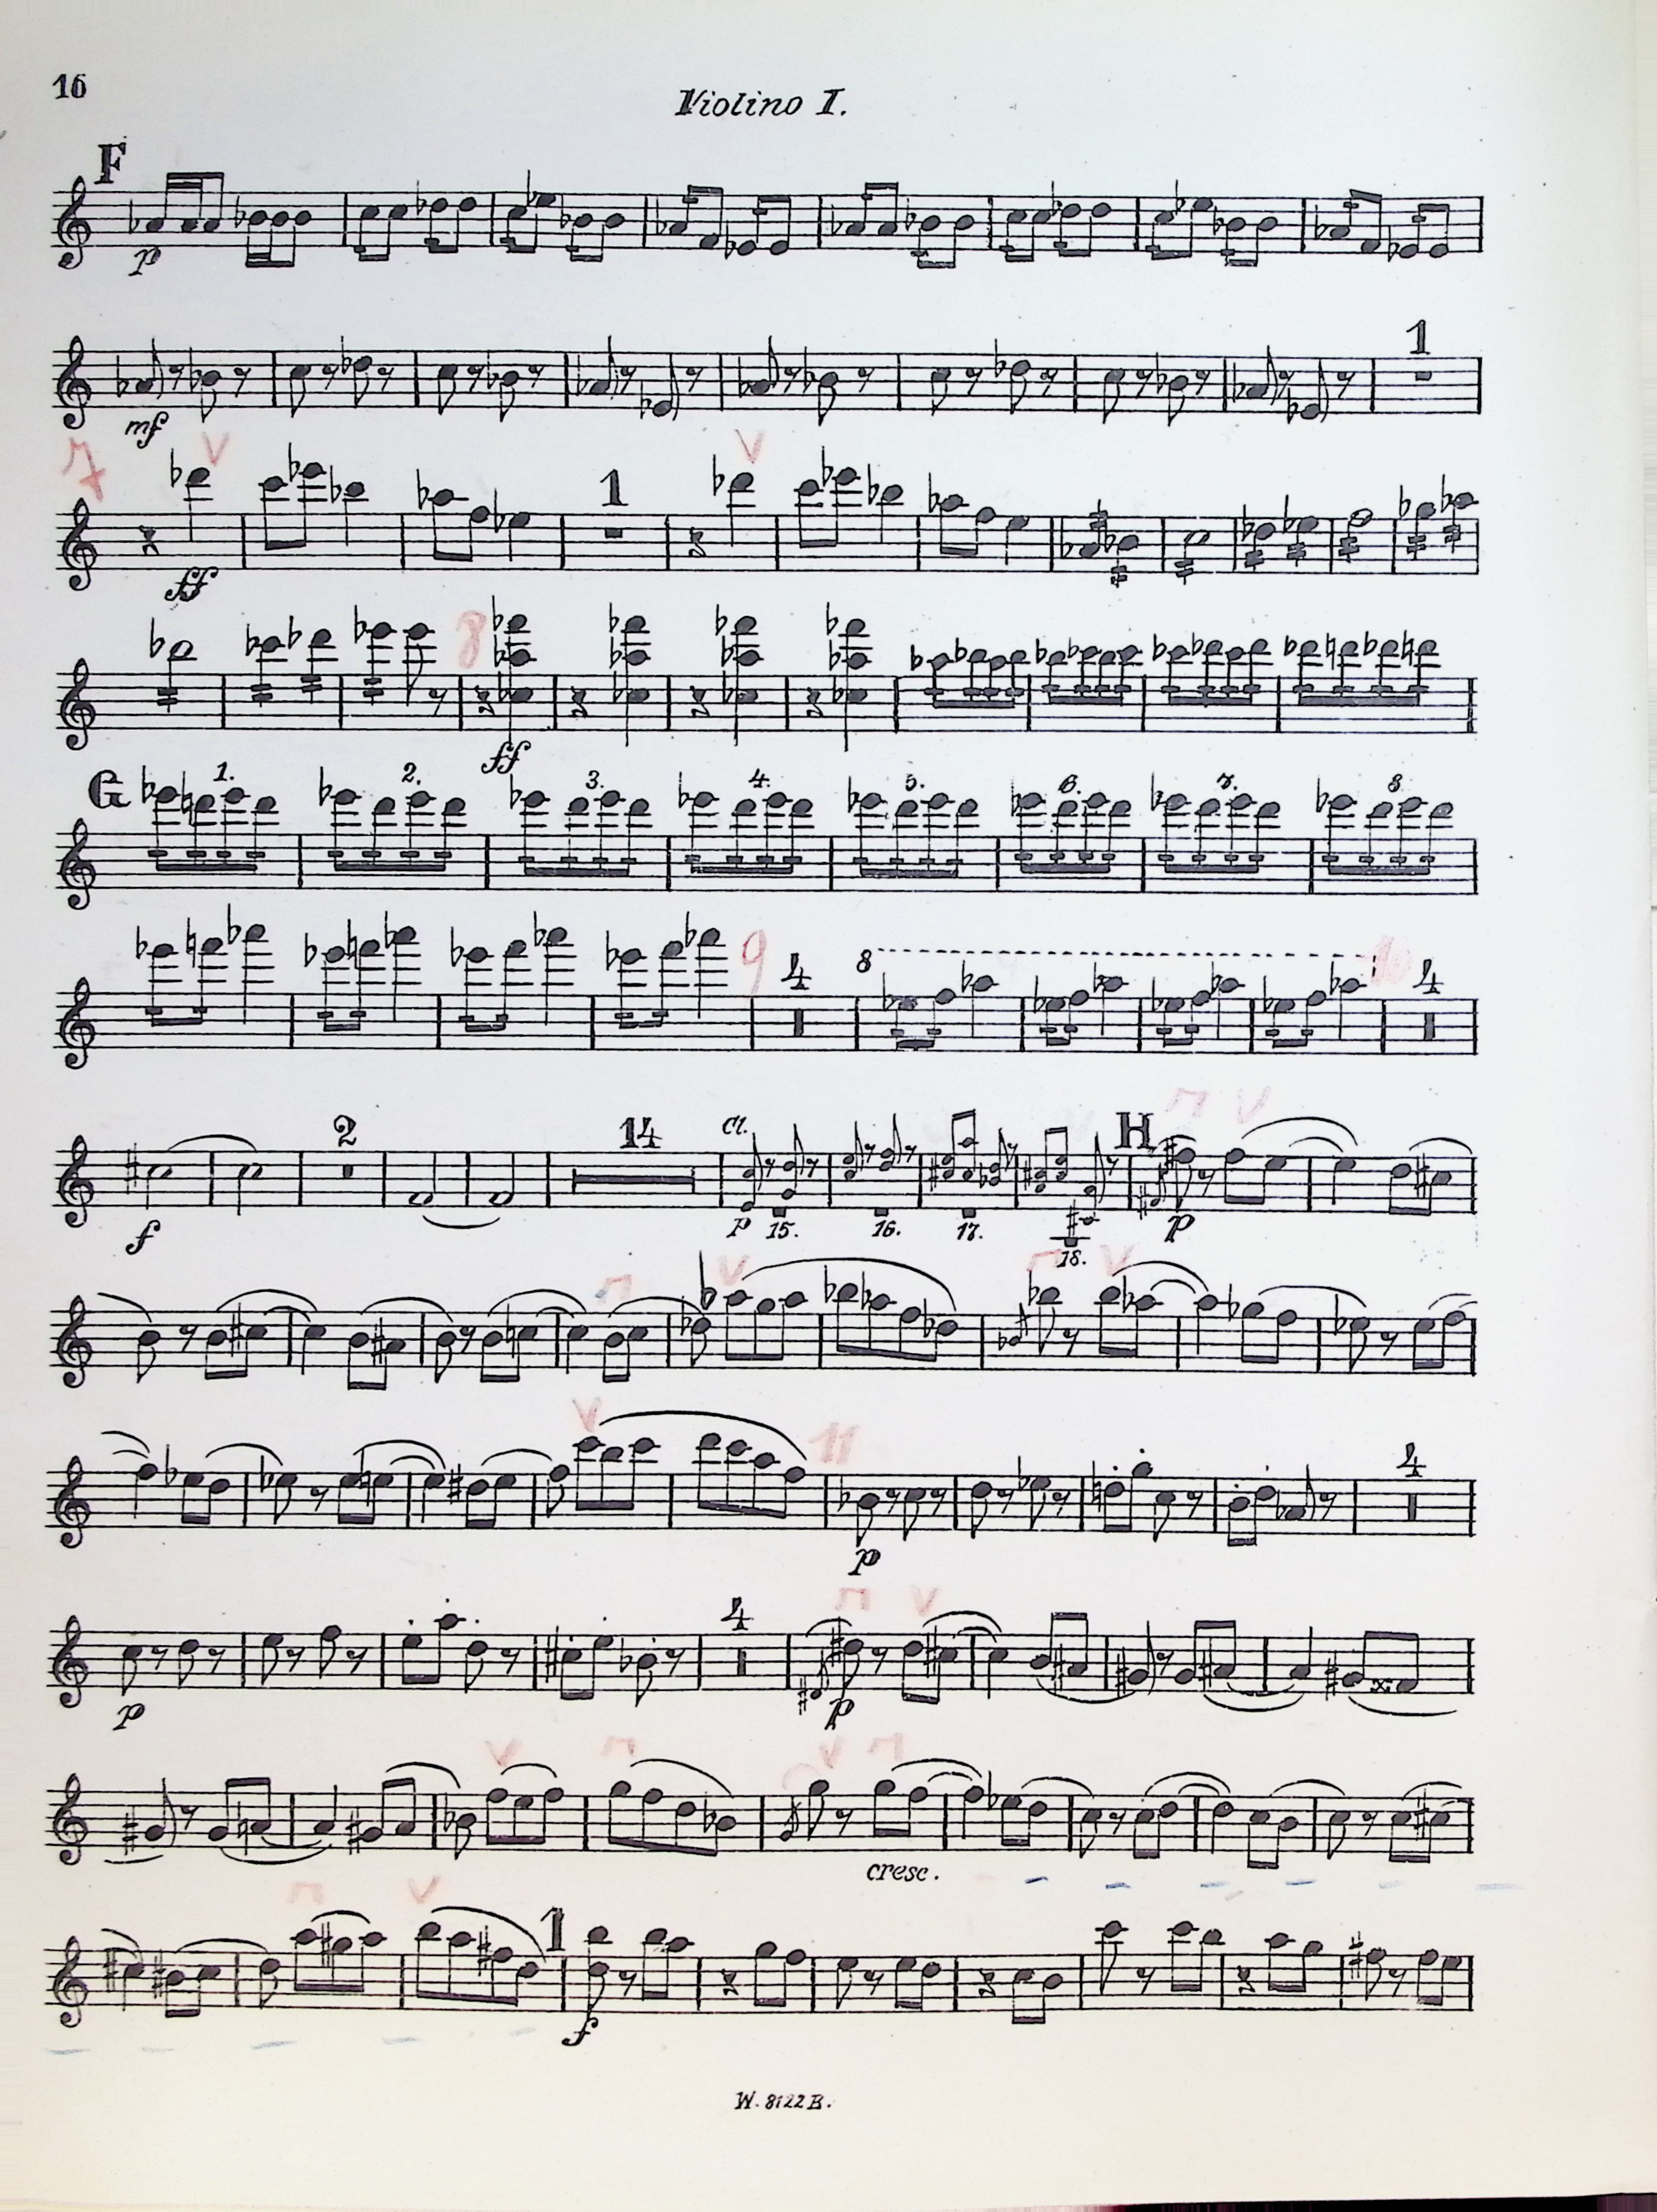 16
Violino I.
F
p
1
mf
7
1
ff
8
ff
G 1. 2. 3. 4. 5. 6. 7. 8
9 4 8 10 4
2 14 Cl. H
f p 15. 16. 17. p
18.
11 4
p
4
p p
cresc.
1
f
W. 8122 B.